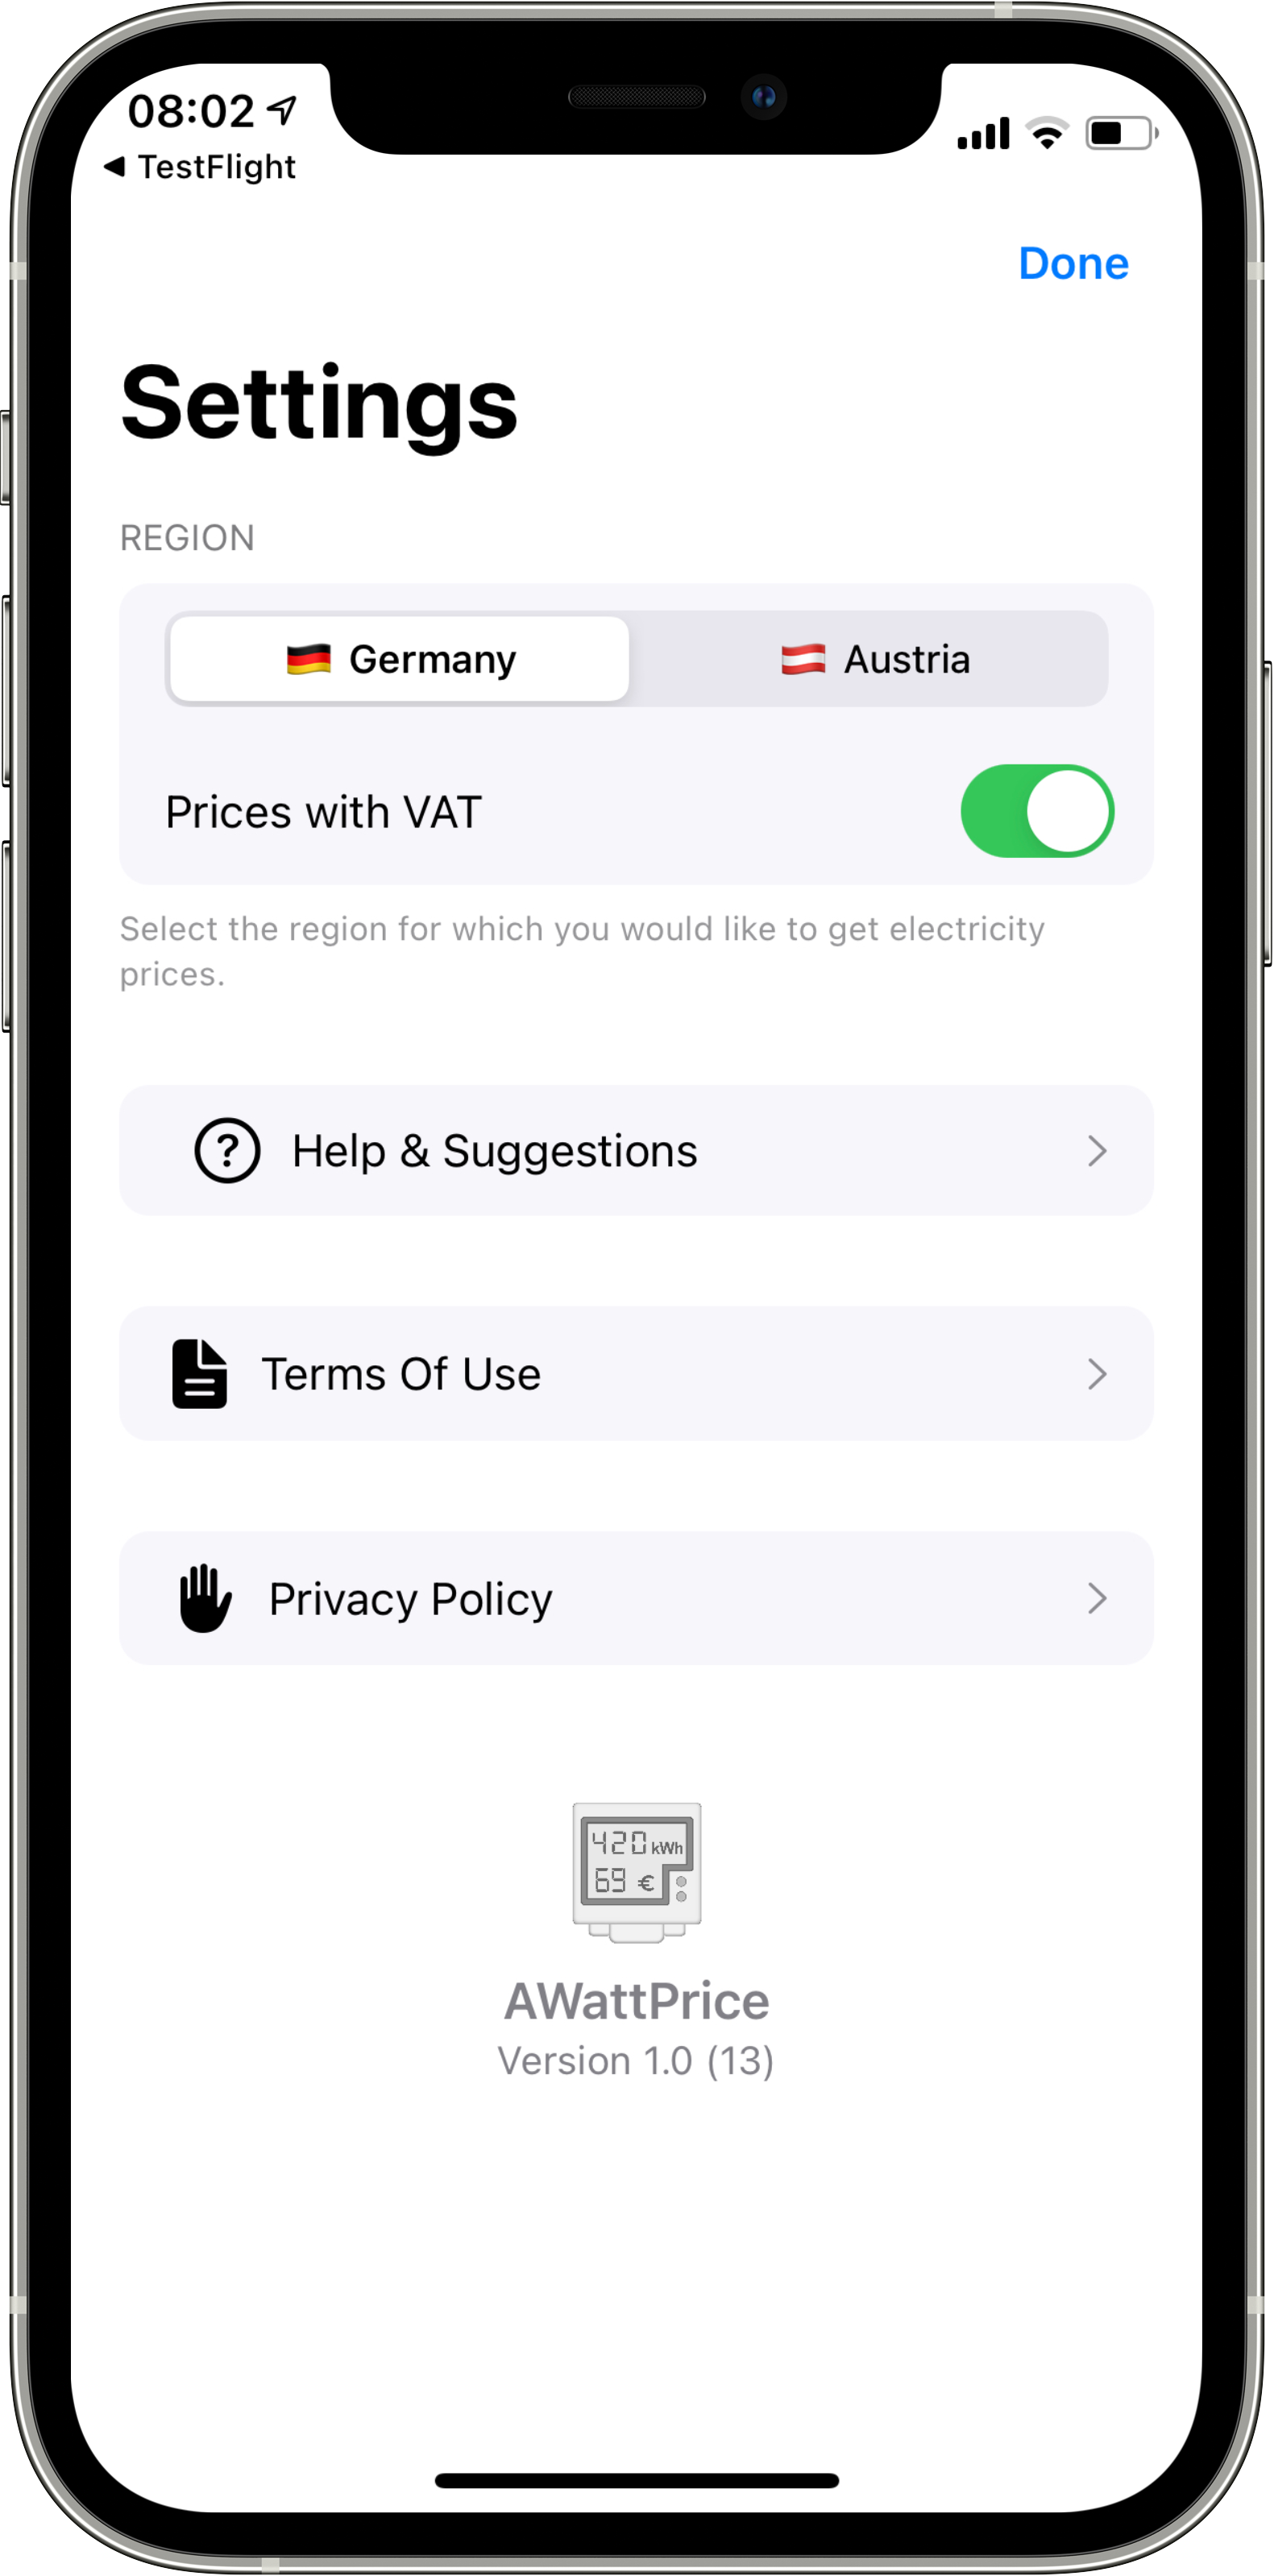 08:02
◀ TestFlight
Done
Settings
REGION
Germany
Austria
Prices with VAT
Select the region for which you would like to get electricity
prices.
? Help & Suggestions
Terms Of Use
Privacy Policy
420 kWh
69 €
AWattPrice
Version 1.0 (13)